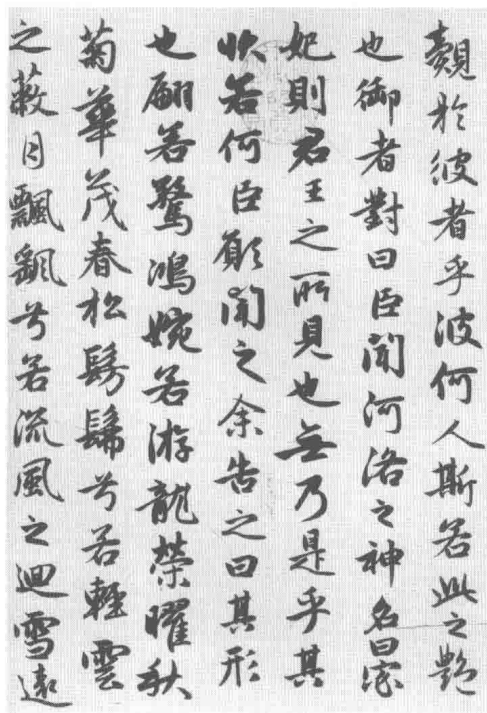 覿於彼者乎彼何人斯若此之艶
也御者對曰臣聞河洛之神名曰宓
妃則君王之所見也無乃是乎其
狀若何臣願聞之余告之曰其形
也翩若驚鴻婉若游龍榮曜秋
菊華茂春松髣髴兮若輕雲
之蔽月飄颻兮若流風之迴雪遠